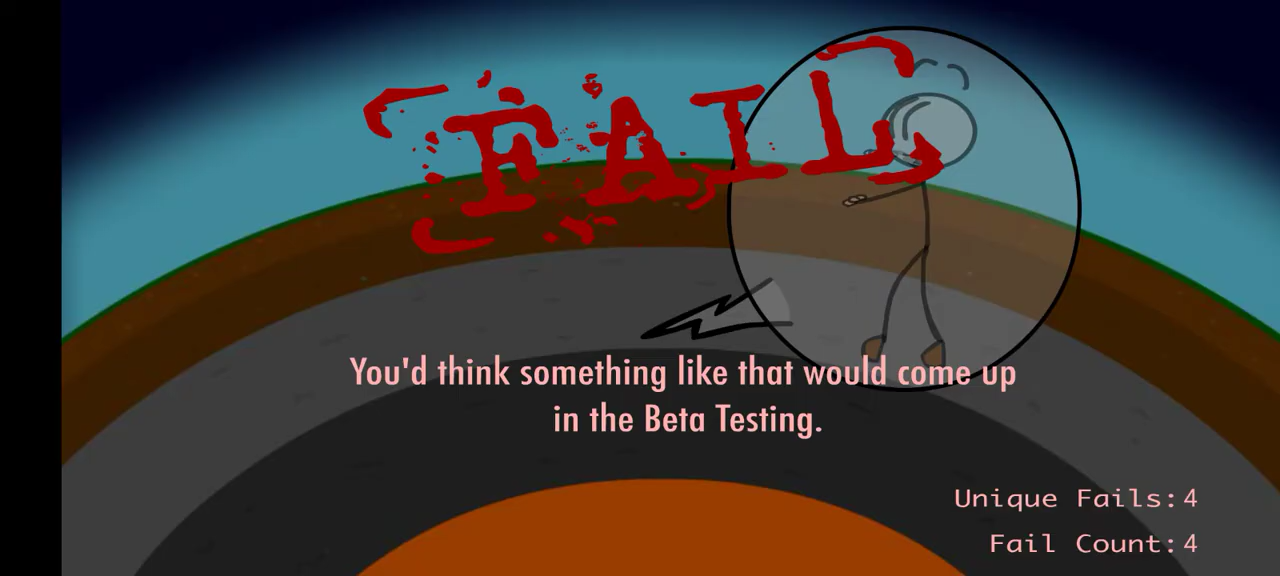 FAIL
You'd think something like that would come up
in the Beta Testing.
Unique Fails:4
Fail Count:4